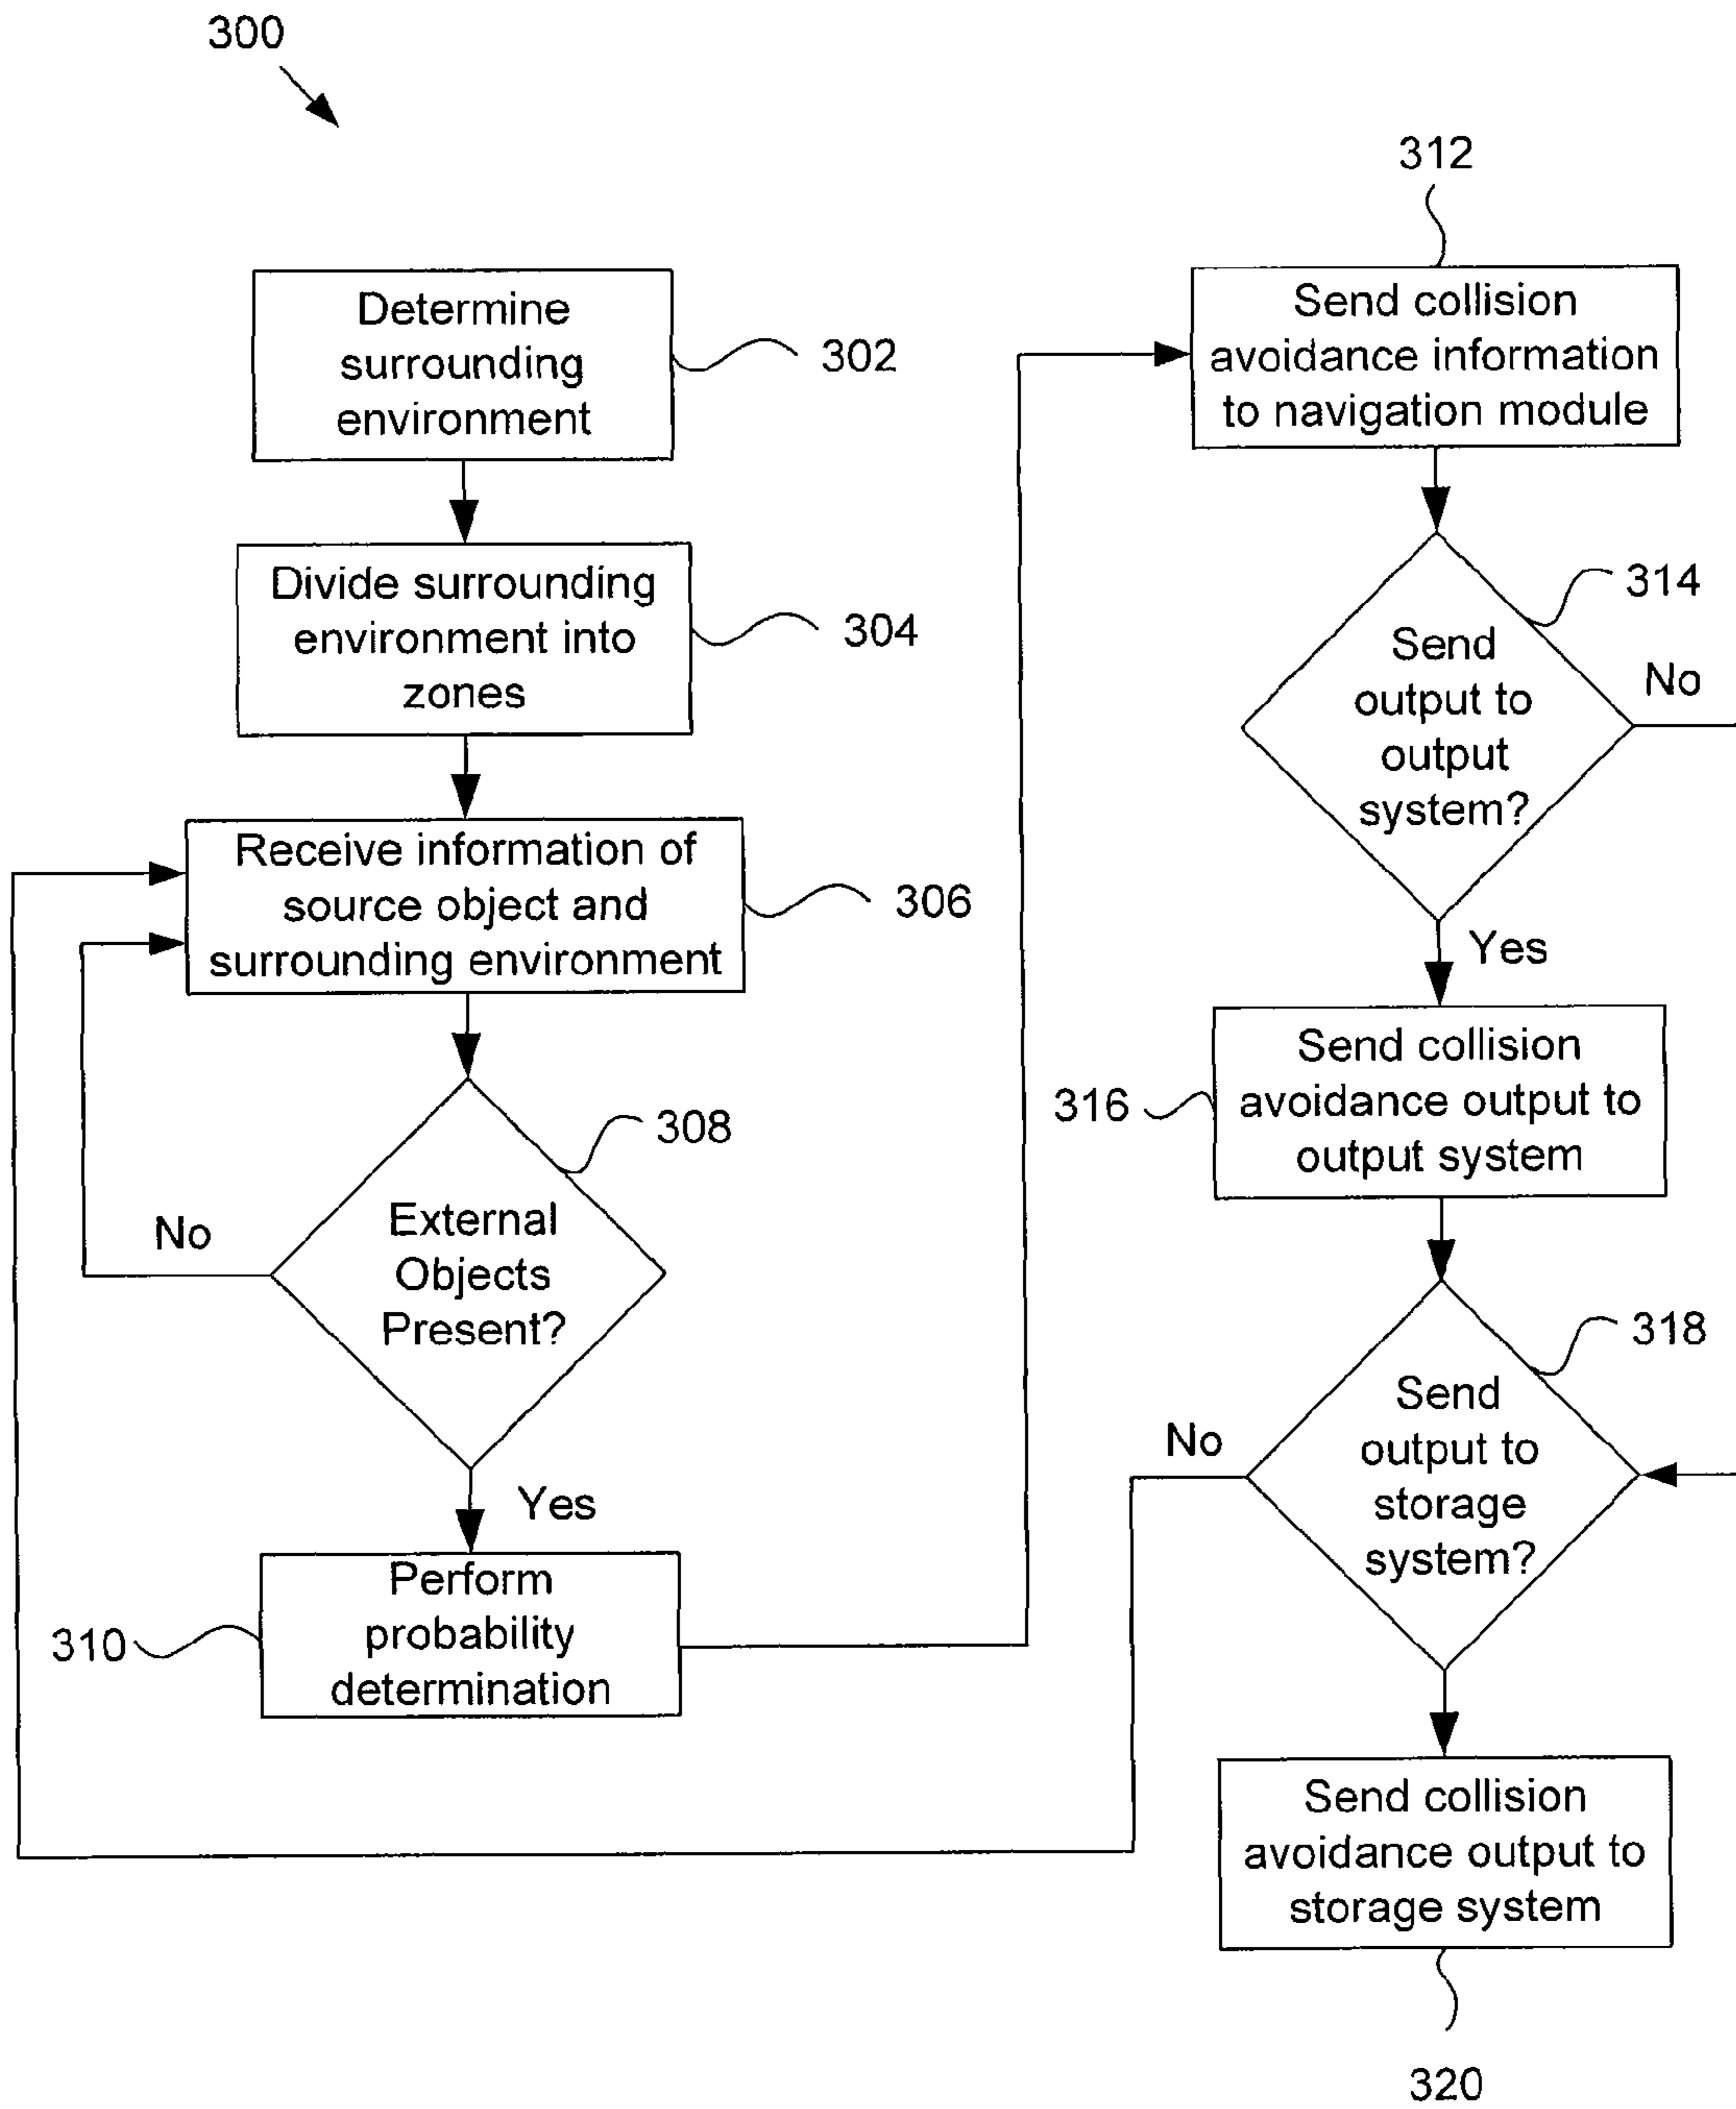 300
Determine
surrounding
environment
302
Divide surrounding
environment into
zones
304
Receive information of
source object and
surrounding environment
306
308
External
Objects
Present?
No
Yes
Perform
probability
determination
310
312
Send collision
avoidance information
to navigation module
314
Send
output to
output
system?
No
Yes
Send collision
avoidance output to
output system
316
318
Send
output to
storage
system?
No
Send collision
avoidance output to
storage system
320